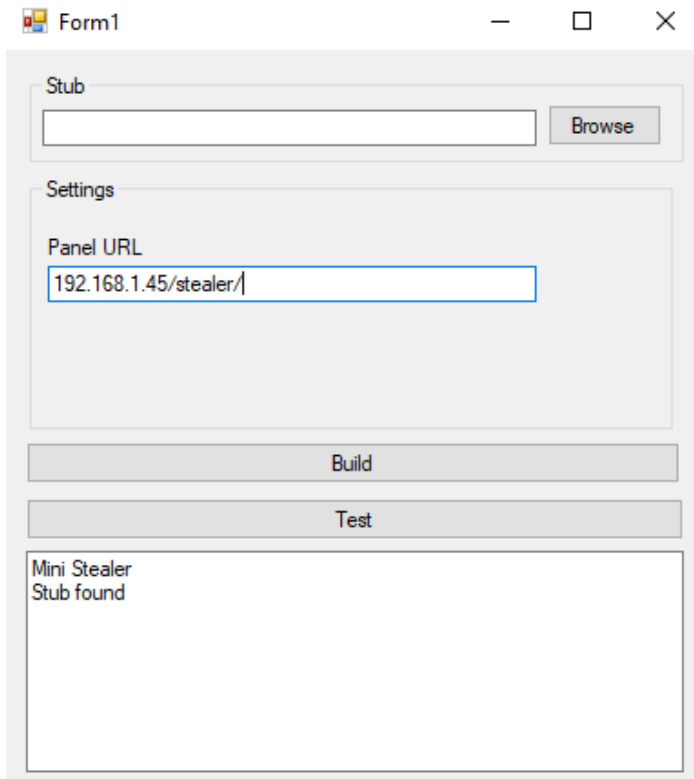 Form1
Stub
Browse
Settings
Panel URL
192.168.1.45/stealer/
Build
Test
Mini Stealer
Stub found